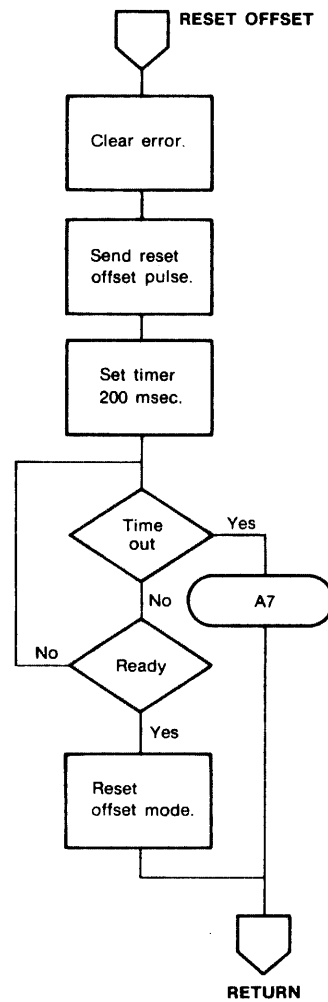 RESET OFFSET
Clear error.
Send reset
offset pulse.
Set timer
200 msec.
Time
out
Yes
A7
No
Ready
No
Yes
Reset
offset mode.
RETURN